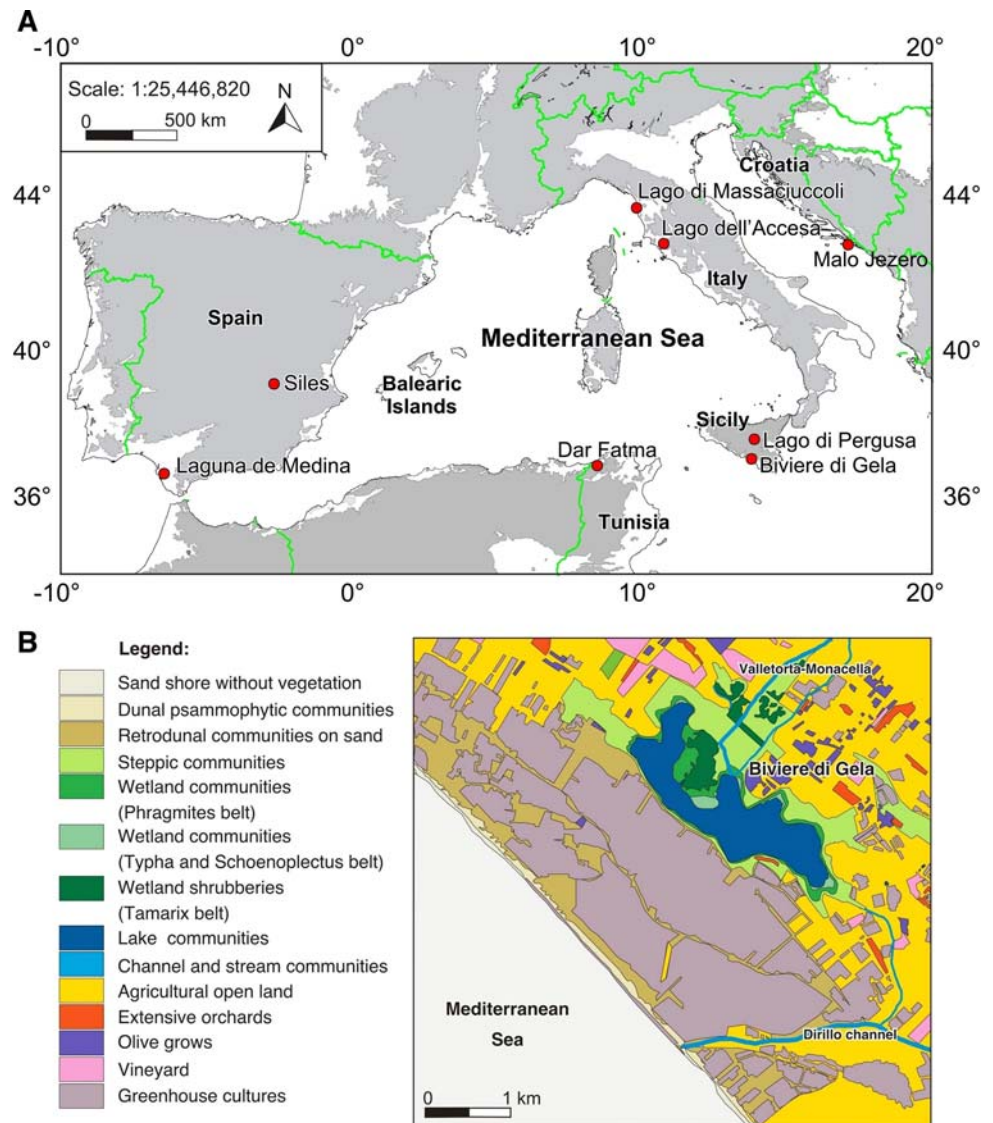 A
-10° 0° 10° 20°
Scale: 1:25,446,820
N
0 500 km
Croatia
44° 44°
Lago di Massaciuccoli
Lago dell'Accesa
Malo Jezero
Italy
Spain
Mediterranean Sea
40° 40°
Siles
Balearic
Islands
Sicily
Lago di Pergusa
Dar Fatma
Laguna de Medina
Biviere di Gela
36° 36°
Tunisia
-10° 0° 10° 20°
B
Legend:
Sand shore without vegetation
Dunal psammophytic communities
Retrodunal communities on sand
Steppic communities
Wetland communities
(Phragmites belt)
Wetland communities
(Typha and Schoenoplectus belt)
Wetland shrubberies
(Tamarix belt)
Lake communities
Channel and stream communities
Agricultural open land
Extensive orchards
Olive grows
Vineyard
Greenhouse cultures
Valletorta-Monacella
Biviere di Gela
Mediterranean
Sea
Dirillo channel
0 1 km